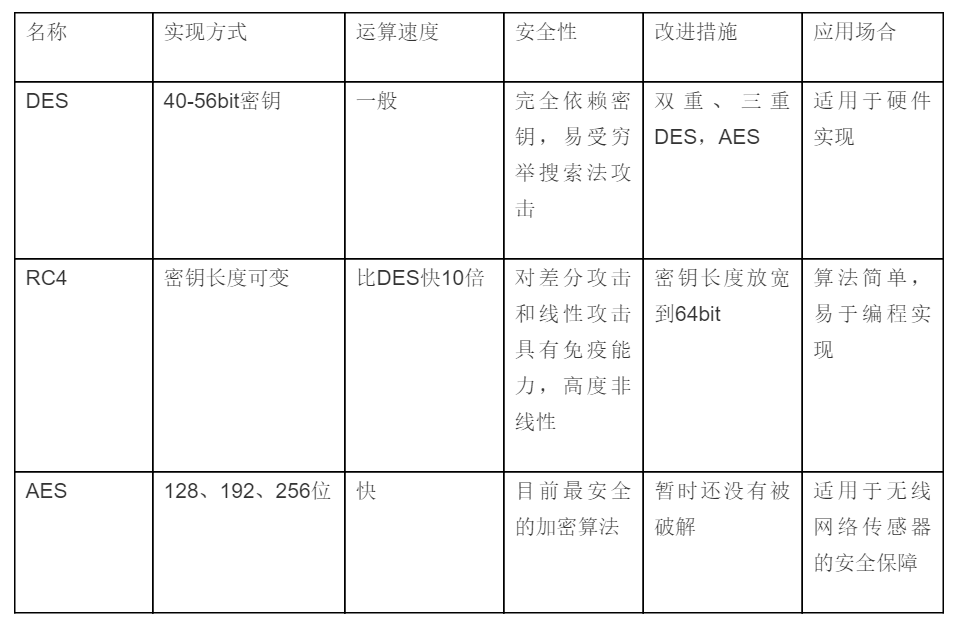 名称
实现方式
运算速度
安全性
改进措施
应用场合
DES
40-56bit密钥
一般
完全依赖密
钥，易受穷
举搜索法攻
击
双重、三重
DES，AES
适用于硬件
实现
RC4
密钥长度可变
比DES快10倍
对差分攻击
和线性攻击
具有免疫能
力，高度非
线性
密钥长度放宽
到64bit
算法简单，
易于编程实
现
AES
128、192、256位
快
目前最安全
的加密算法
暂时还没有被
破解
适用于无线
网络传感器
的安全保障